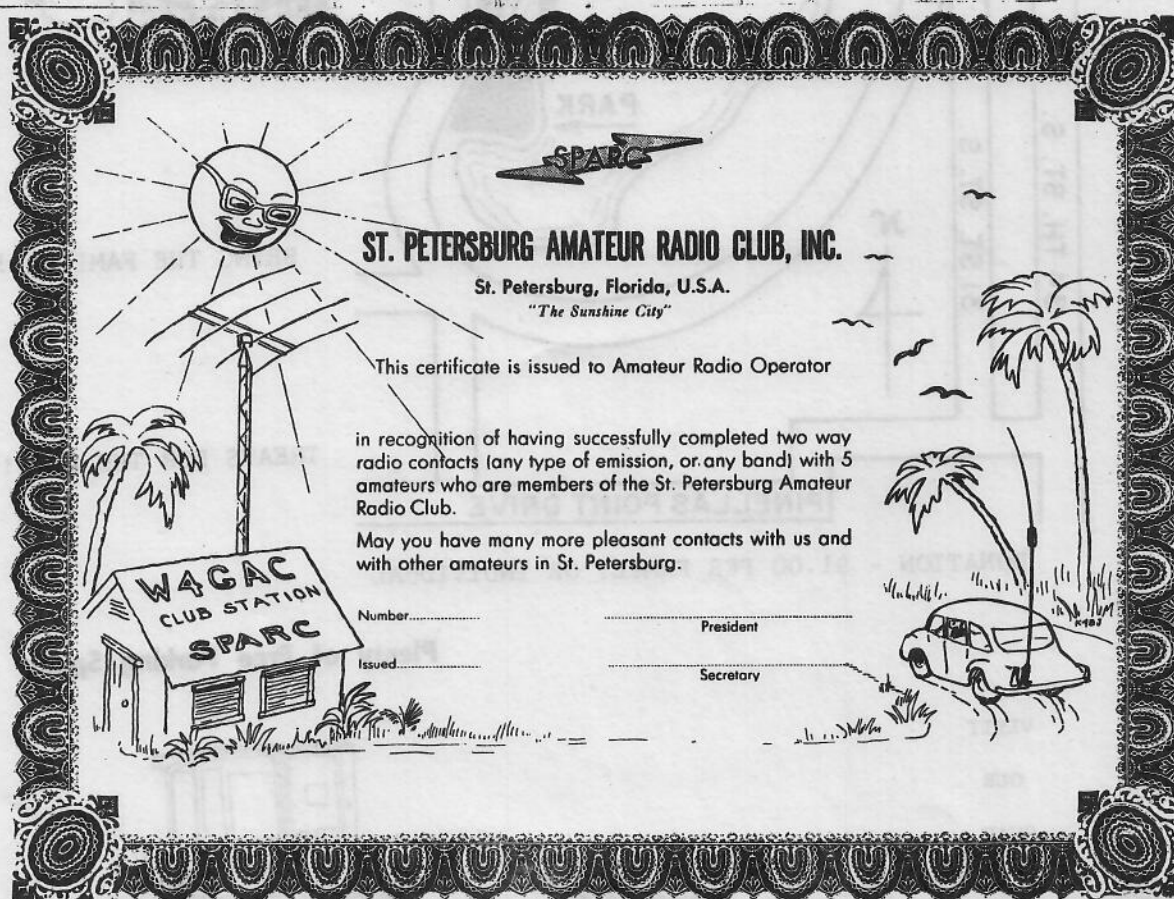 PARK
SPARC
ST. PETERSBURG AMATEUR RADIO CLUB, INC.
St. Petersburg, Florida, U.S.A.
"The Sunshine City"
This certificate is issued to Amateur Radio Operator
in recognition of having successfully completed two way
radio contacts (any type of emission, or any band) with 5
amateurs who are members of the St. Petersburg Amateur
Radio Club.
PINELLAS POINT DRIVE
May you have many more pleasant contacts with us and
with other amateurs in St. Petersburg.
W4GAC
CLUB STATION
SPARC
Number
President
Issued
Secretary
VISIT
OUR